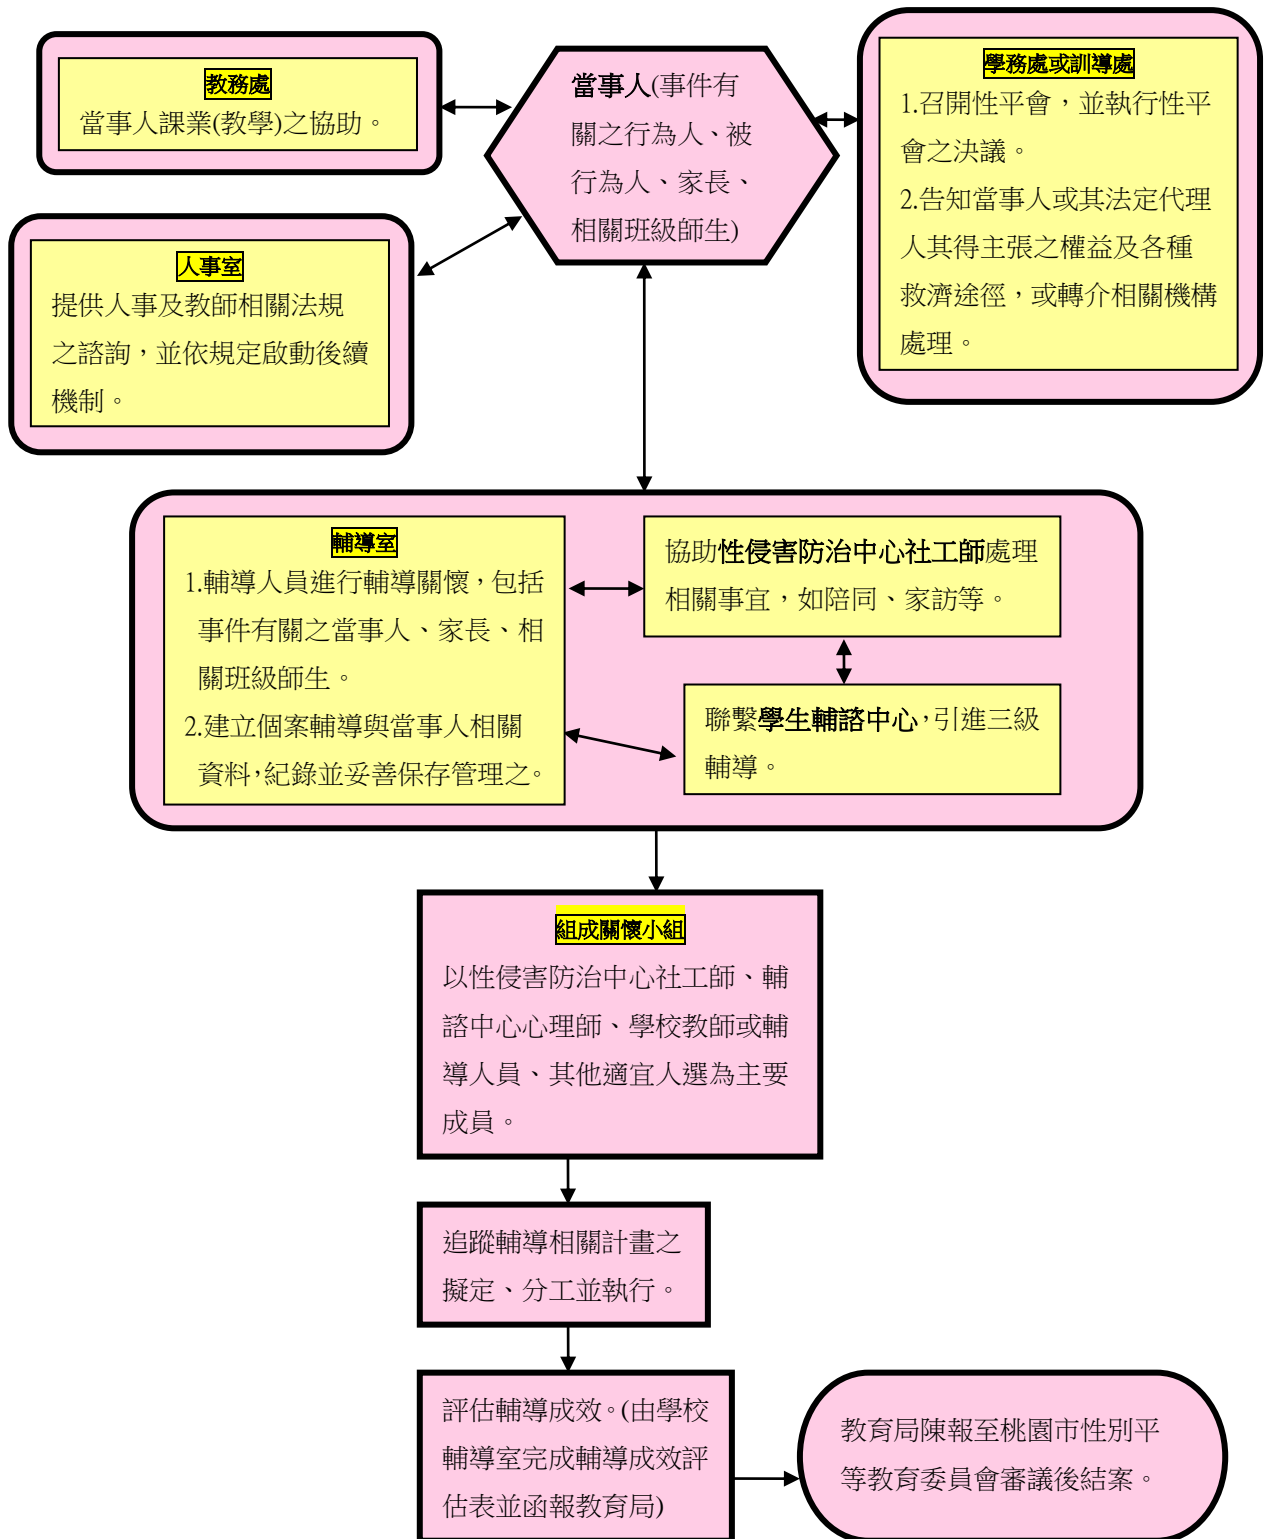 教務處
當事人課業(教學)之協助。
當事人(事件有
關之行為人、被
行為人、家長、
相關班級師生)
學務處或訓導處
1.召開性平會，並執行性平
會之決議。
2.告知當事人或其法定代理
人其得主張之權益及各種
救濟途徑，或轉介相關機構
處理。
人事室
提供人事及教師相關法規
之諮詢，並依規定啟動後續
機制。
輔導室
1.輔導人員進行輔導關懷，包括
事件有關之當事人、家長、相
關班級師生。
2.建立個案輔導與當事人相關
資料，紀錄並妥善保存管理之。
協助性侵害防治中心社工師處理
相關事宜，如陪同、家訪等。
聯繫學生輔諮中心，引進三級
輔導。
組成關懷小組
以性侵害防治中心社工師、輔
諮中心心理師、學校教師或輔
導人員、其他適宜人選為主要
成員。
追蹤輔導相關計畫之
擬定、分工並執行。
評估輔導成效。(由學校
輔導室完成輔導成效評
估表並函報教育局)
教育局陳報至桃園市性別平
等教育委員會審議後結案。